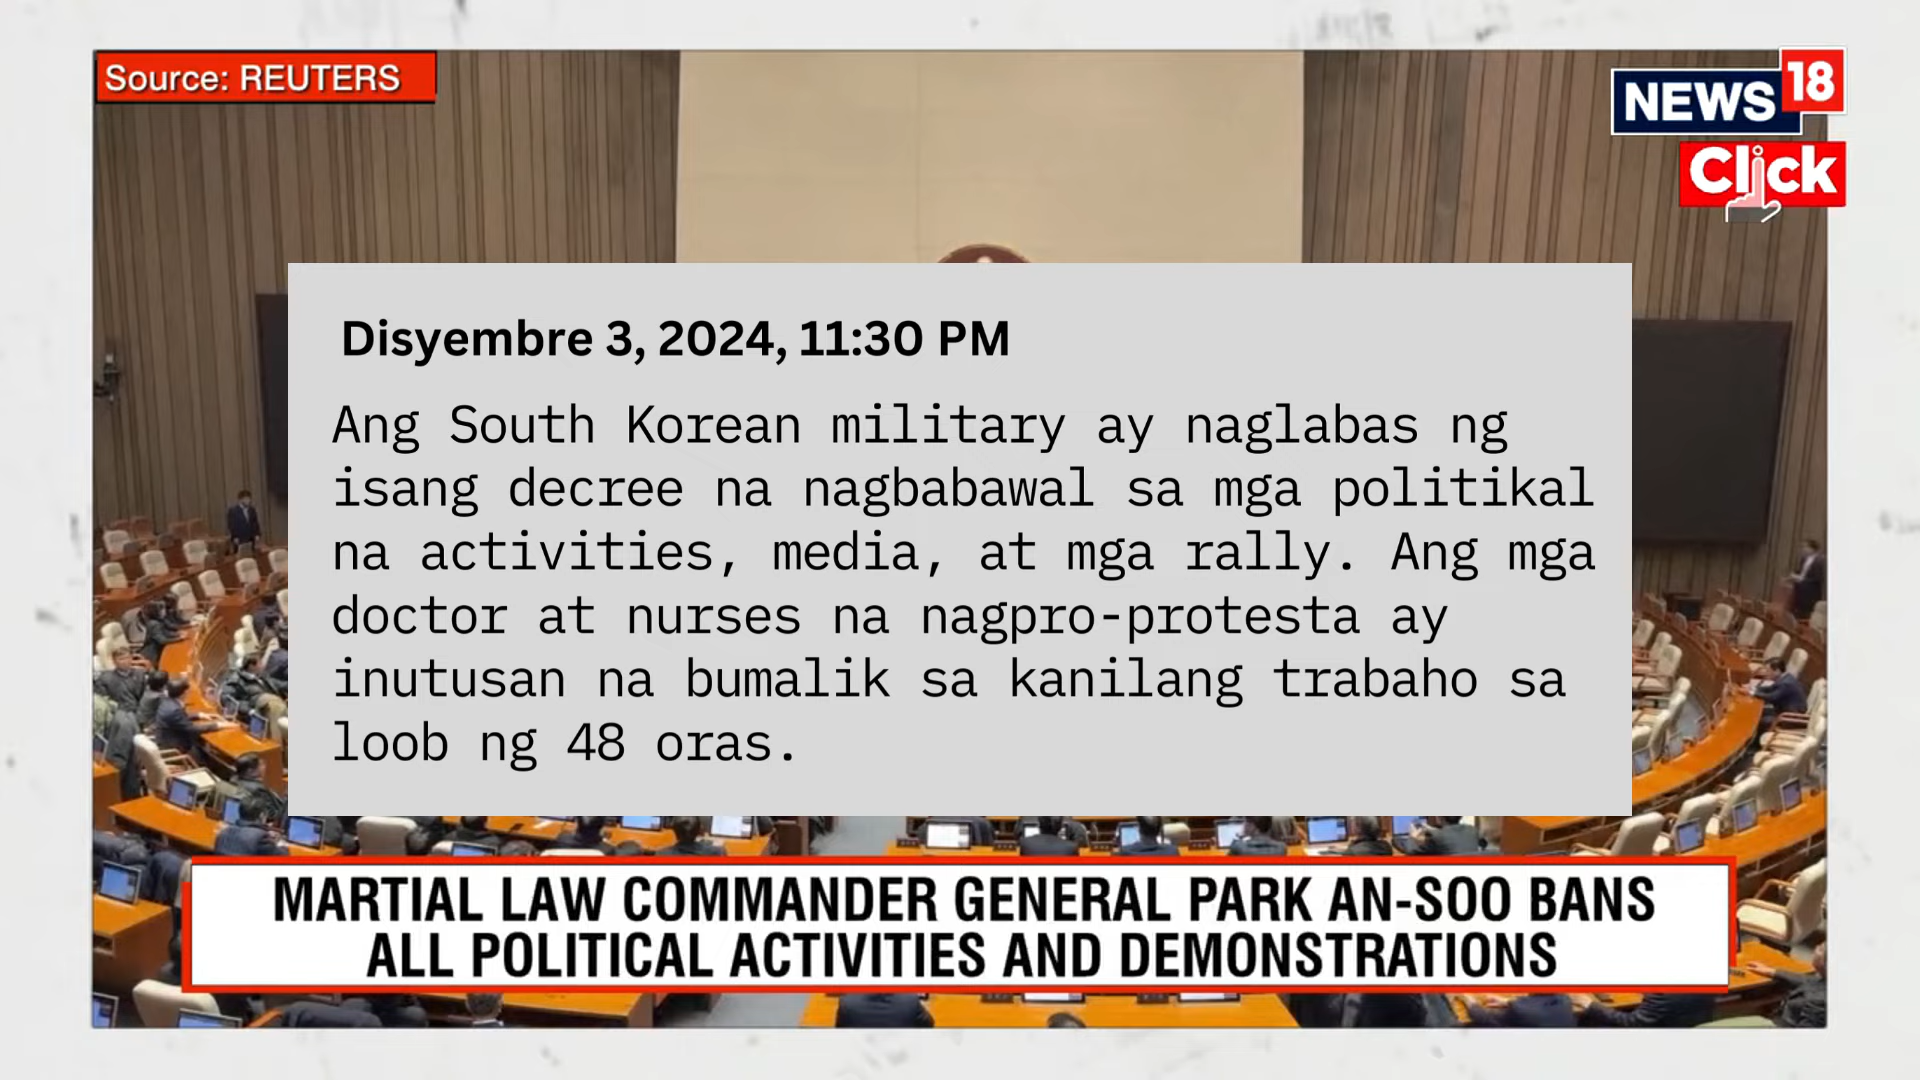 Source: REUTERS
NEWS 18
Click
Disyembre 3, 2024, 11:30 PM
Ang South Korean military ay naglabas ng
isang decree na nagbabawal sa mga politikal
na activities, media, at mga rally. Ang mga
doctor at nurses na nagpro-protesta ay
inutusan na bumalik sa kanilang trabaho sa
loob ng 48 oras.
MARTIAL LAW COMMANDER GENERAL PARK AN-SOO BANS
ALL POLITICAL ACTIVITIES AND DEMONSTRATIONS